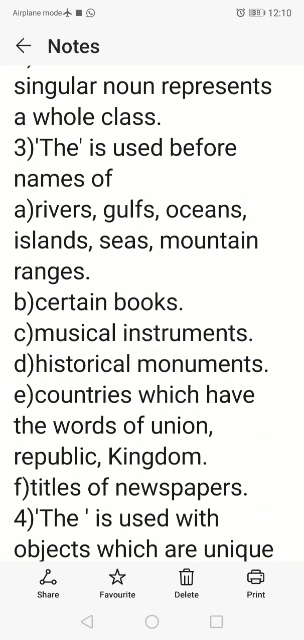 Airplane mode 89 12:10
Notes
singular noun represents
a whole class.
3)'The' is used before
names of
a)rivers, gulfs, oceans,
islands, seas, mountain
ranges.
b)certain books.
c)musical instruments.
d)historical monuments.
e)countries which have
the words of union,
republic, Kingdom.
f)titles of newspapers.
4)'The ' is used with
objects which are unique
Share Favourite Delete Print